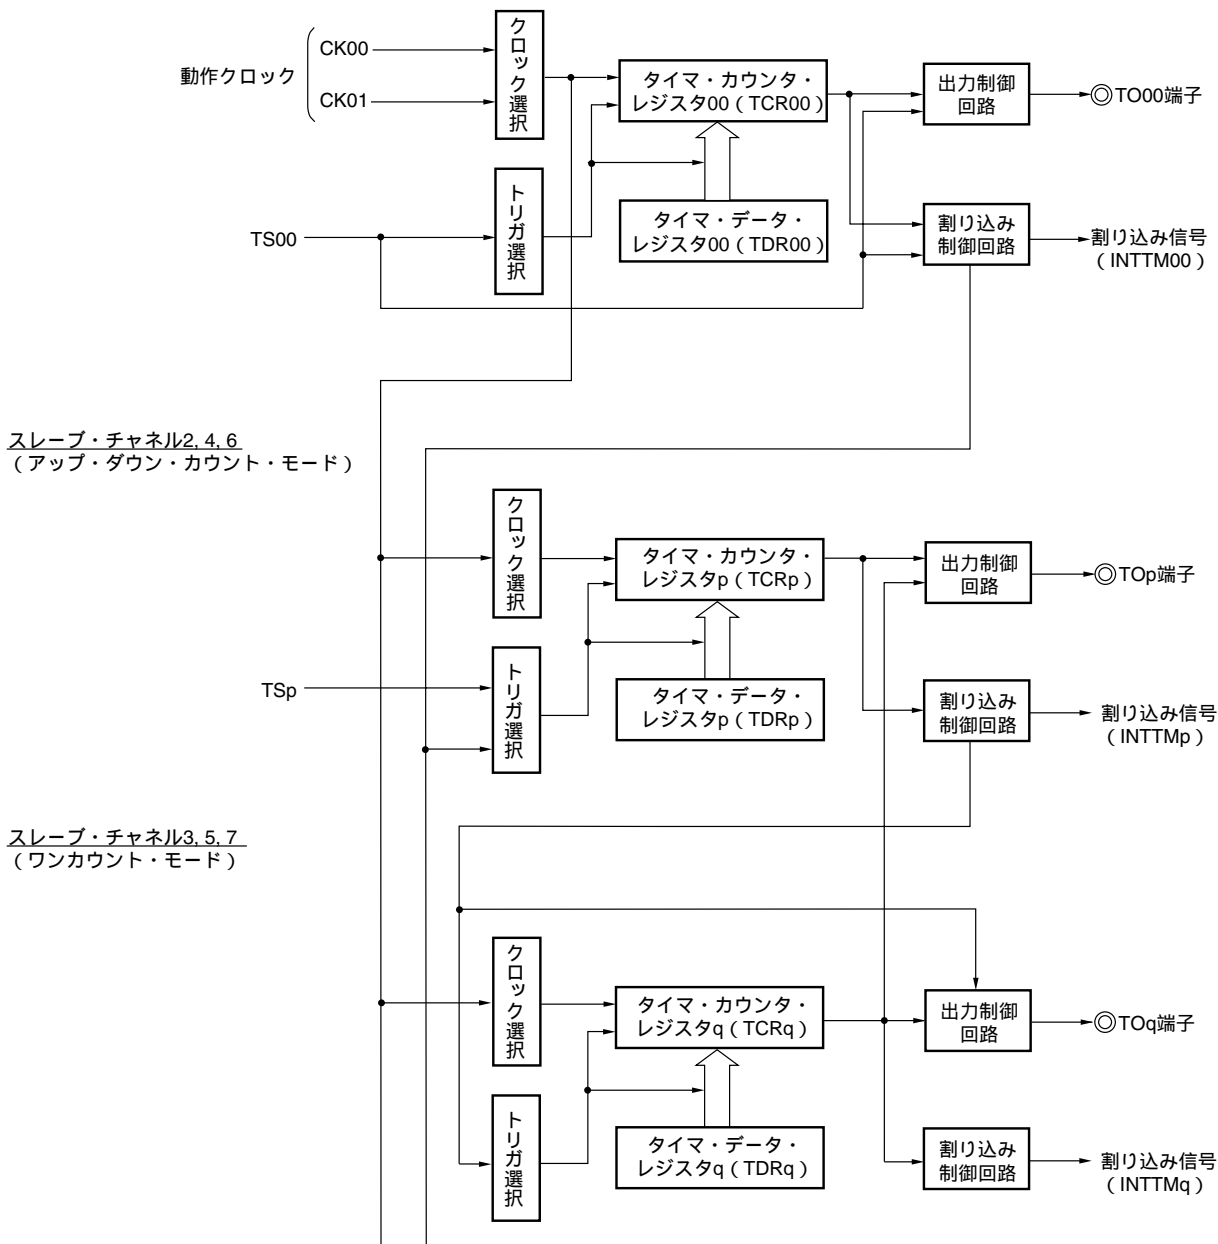 動作クロック
CK00
CK01
クロック選択
タイマ・カウンタ・
レジスタ00（TCR00）
出力制御
回路
TO00端子
TS00
トリガ選択
タイマ・データ・
レジスタ00（TDR00）
割り込み
制御回路
割り込み信号
（INTTM00）
スレーブ・チャネル2, 4, 6
（アップ・ダウン・カウント・モード）
クロック選択
タイマ・カウンタ・
レジスタp（TCRp）
出力制御
回路
TOp端子
TSp
トリガ選択
タイマ・データ・
レジスタp（TDRp）
割り込み
制御回路
割り込み信号
（INTTMp）
スレーブ・チャネル3, 5, 7
（ワンカウント・モード）
クロック選択
タイマ・カウンタ・
レジスタq（TCRq）
出力制御
回路
TOq端子
トリガ選択
タイマ・データ・
レジスタq（TDRq）
割り込み
制御回路
割り込み信号
（INTTMq）